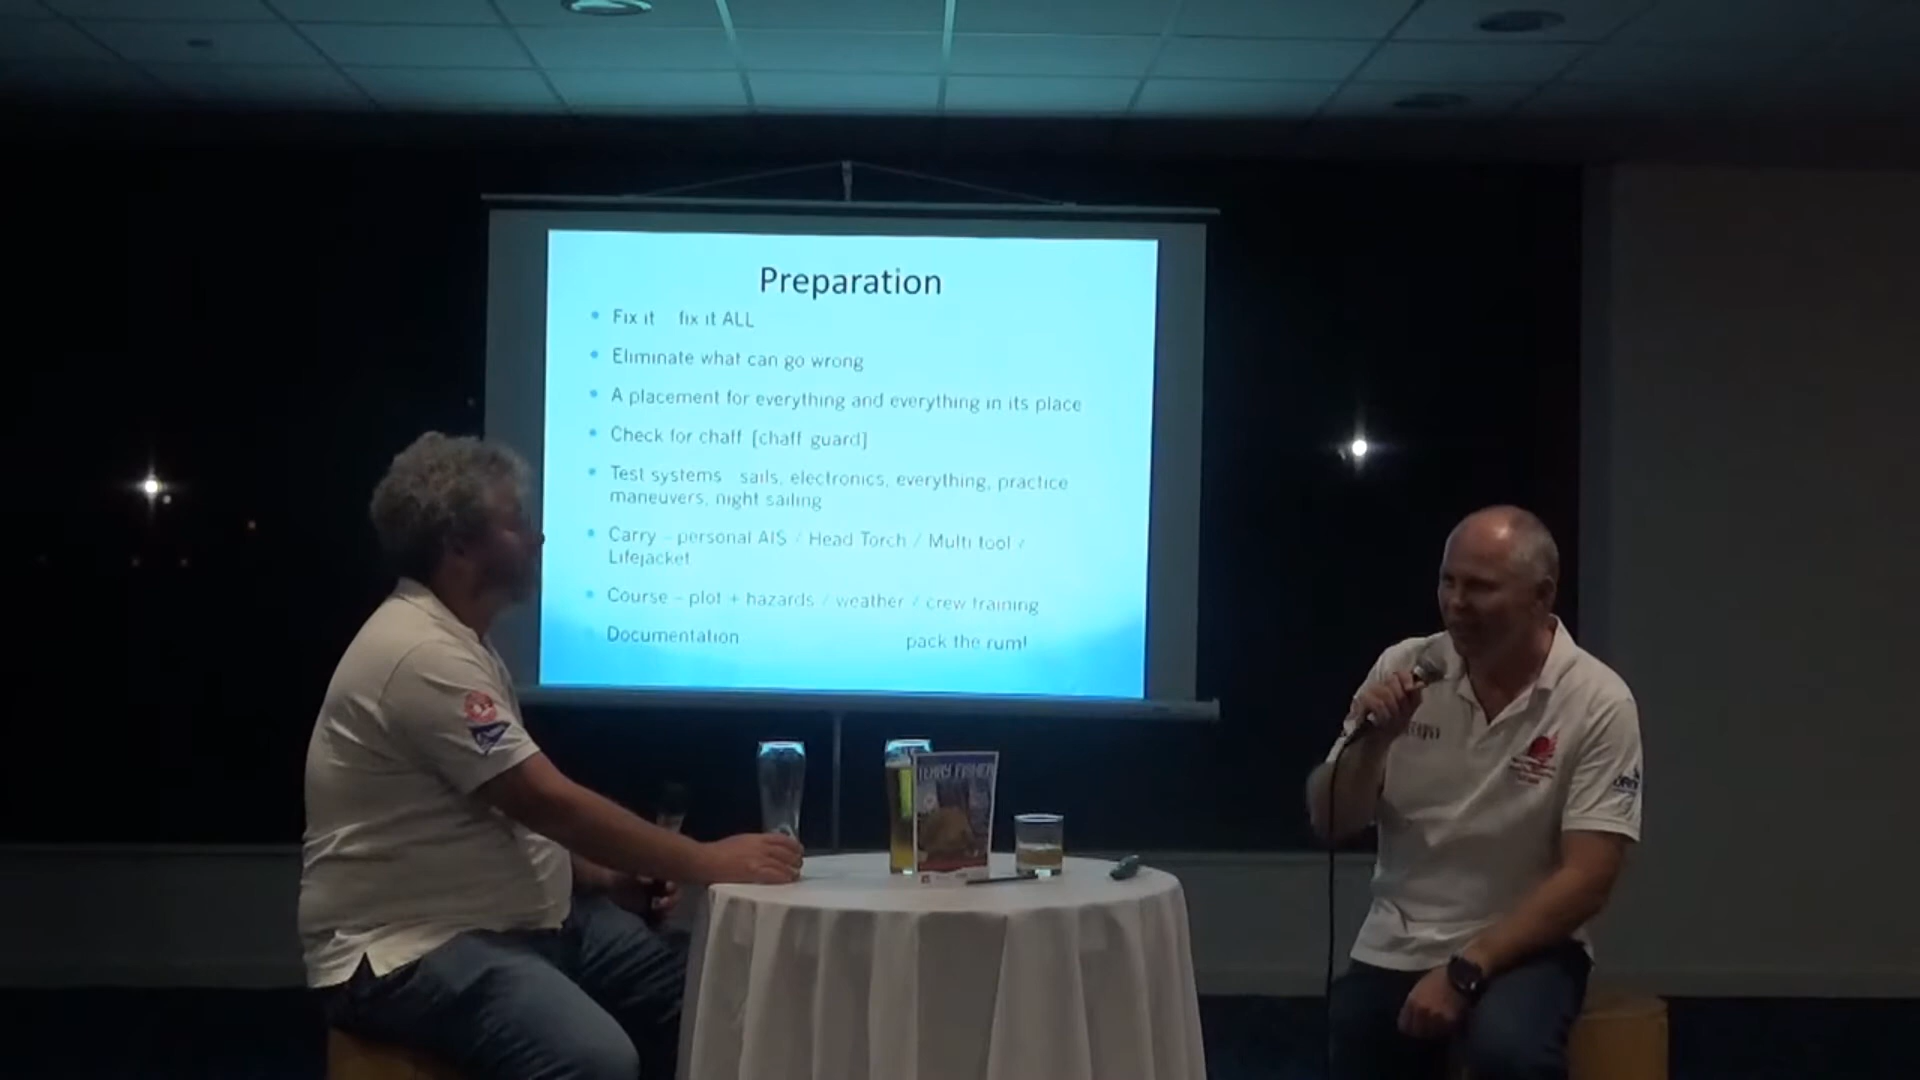 Preparation
• Fix it fix it ALL
• Eliminate what can go wrong
• A placement for everything and everything in its place
• Check for chaff [chaff guard]
• Test systems sails, electronics, everything, practice
maneuvers, night sailing
• Carry – personal AIS / Head Torch / Multi tool /
Lifejacket
• Course – plot + hazards / weather / crew training
• Documentation pack the rum!